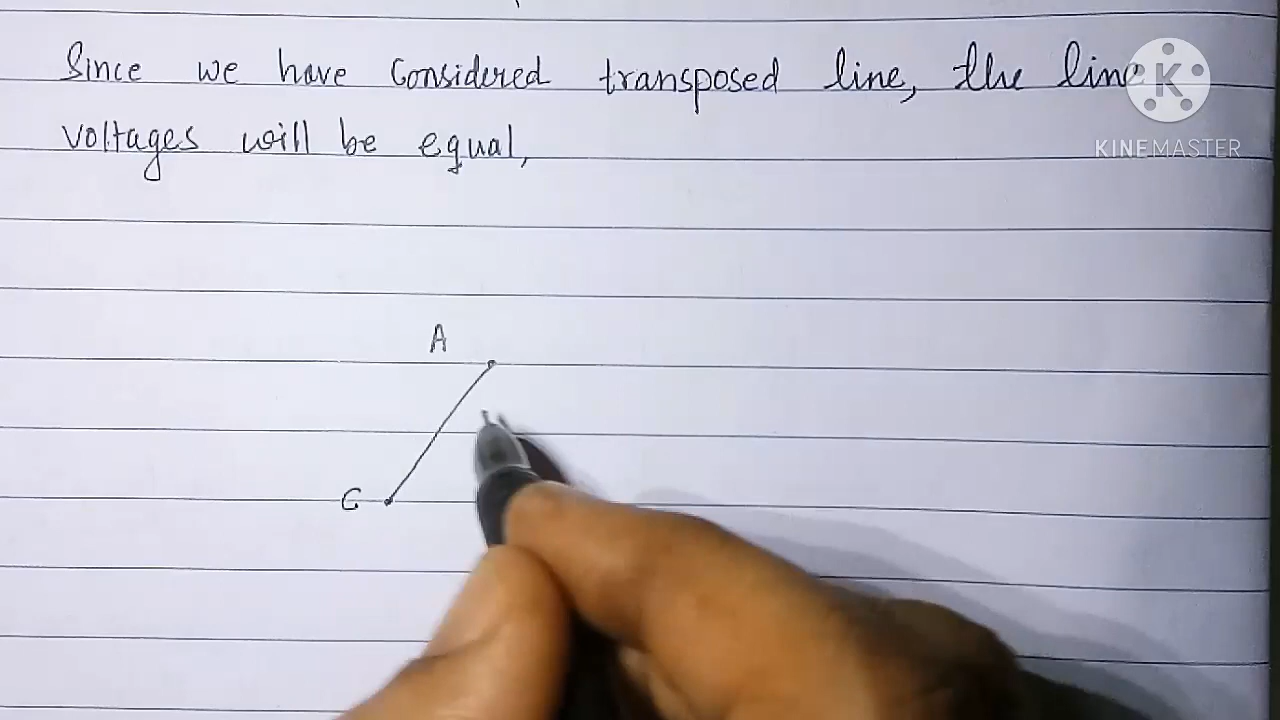 Since we have Considered transposed line, the line
voltages will be equal,
K
KINEMASTER
A
C